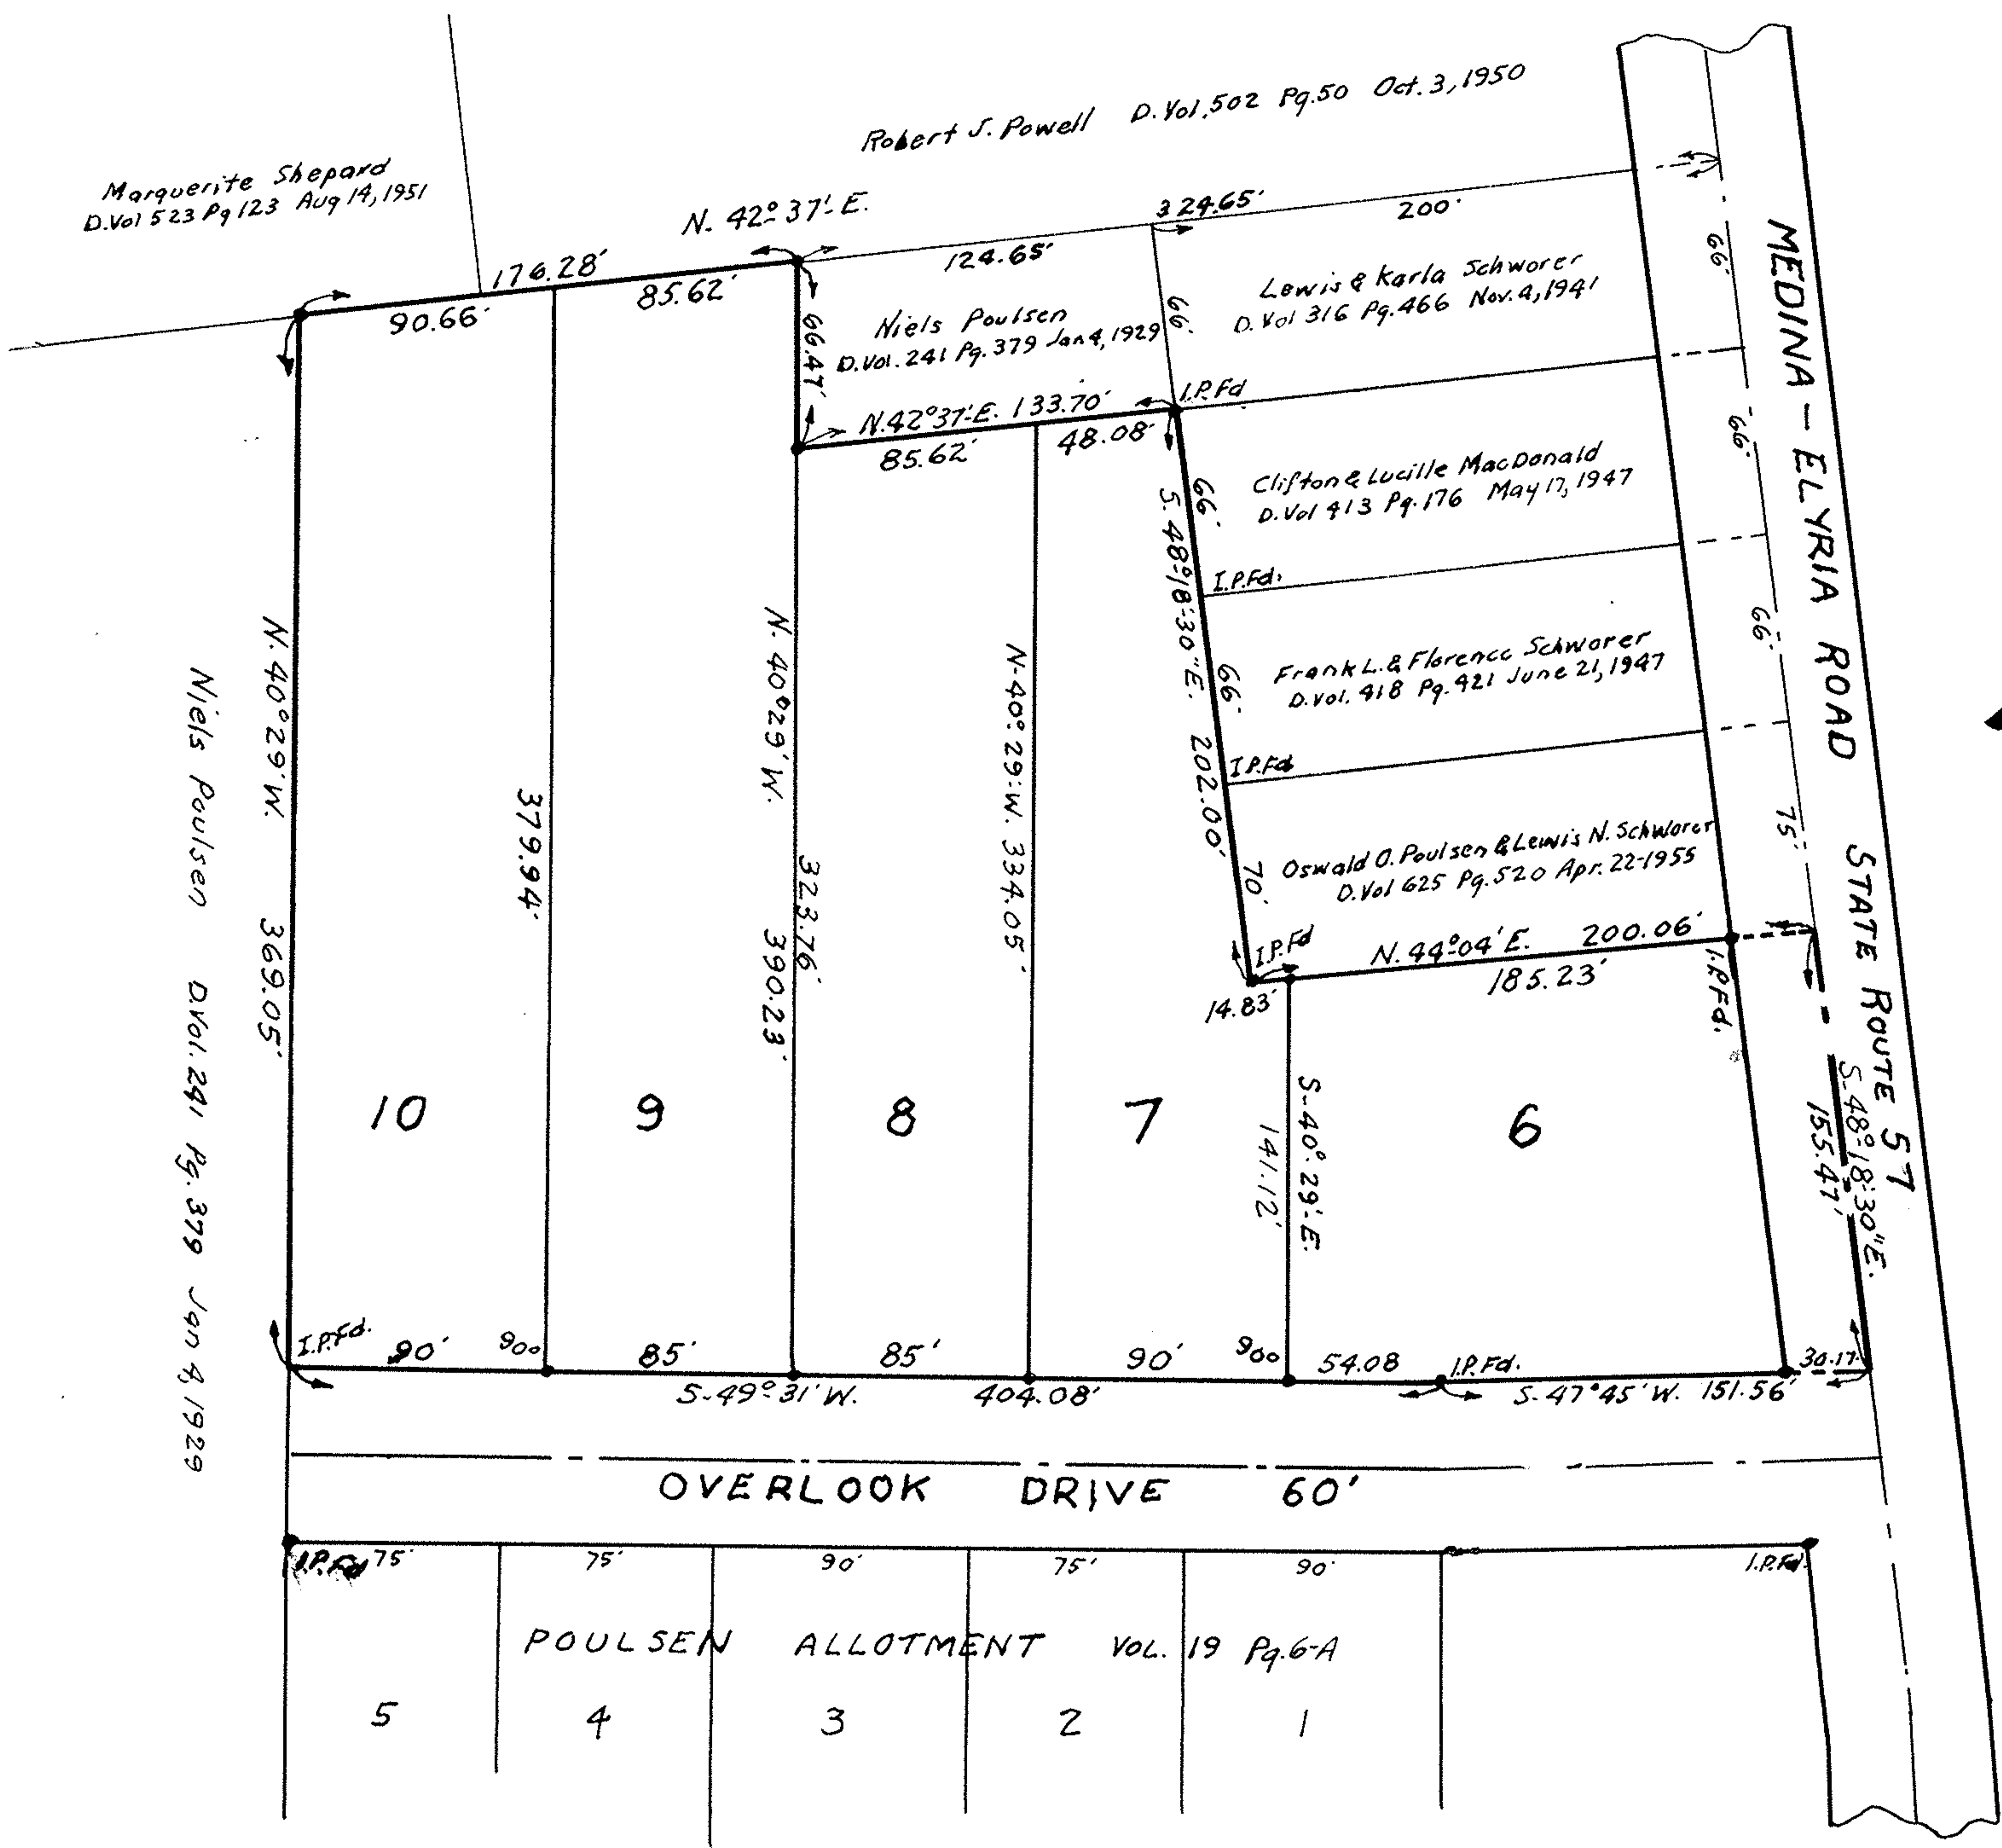 Robert J. Powell D. Vol. 502 Pg. 50 Oct. 3, 1950
Marguerite Shepard
D. Vol 523 Pg 123 Aug 14, 1951
N. 42° 37' E.
324.65'
200'
176.28'
124.65'
90.66'
85.62'
66.47'
Niels Poulsen
D. Vol. 241 Pg. 379 Jan 4, 1929
66'
Lewis & Karla Schworer
D. Vol 316 Pg. 466 Nov. 4, 1941
66'
MEDINA - ELYRIA ROAD STATE ROUTE 57
N. 42° 37' E. 133.70'
I.P. Fd
85.62'
48.08'
66'
Clifton & Lucille MacDonald
D. Vol 413 Pg. 176 May 17, 1947
66'
S. 48° 18' 30" E. 202.00'
I.P. Fd.
66'
Frank L. & Florence Schworer
D. Vol. 418 Pg. 421 June 21, 1947
66'
I.P. Fd
70'
Oswald O. Poulsen & Lewis N. Schworer
D. Vol 625 Pg. 520 Apr. 22-1955
75'
I.P. Fd
N. 44° 04' E. 200.06'
14.83'
185.23'
I.P. Fd.
S-48° 18' 30" E.
155.47'
Niels Poulsen D. Vol. 241 Pg. 379 Jan 4, 1929
N. 40° 29' W. 369.05'
379.94'
N. 40° 29' W. 390.23'
323.76'
N-40° 29' W. 334.05'
S-40° 29' E.
141.12'
10
9
8
7
6
I.P. Fd.
90'
90°
85'
85'
90'
90°
54.08
I.P. Fd.
30.17
S-49° 31' W. 404.08'
S-47° 45' W. 151.56'
OVERLOOK DRIVE 60'
I.P. Fd
75'
75'
90'
75'
90'
I.P. Fd.
POULSEN ALLOTMENT VOL. 19 Pg. 6-A
5
4
3
2
1